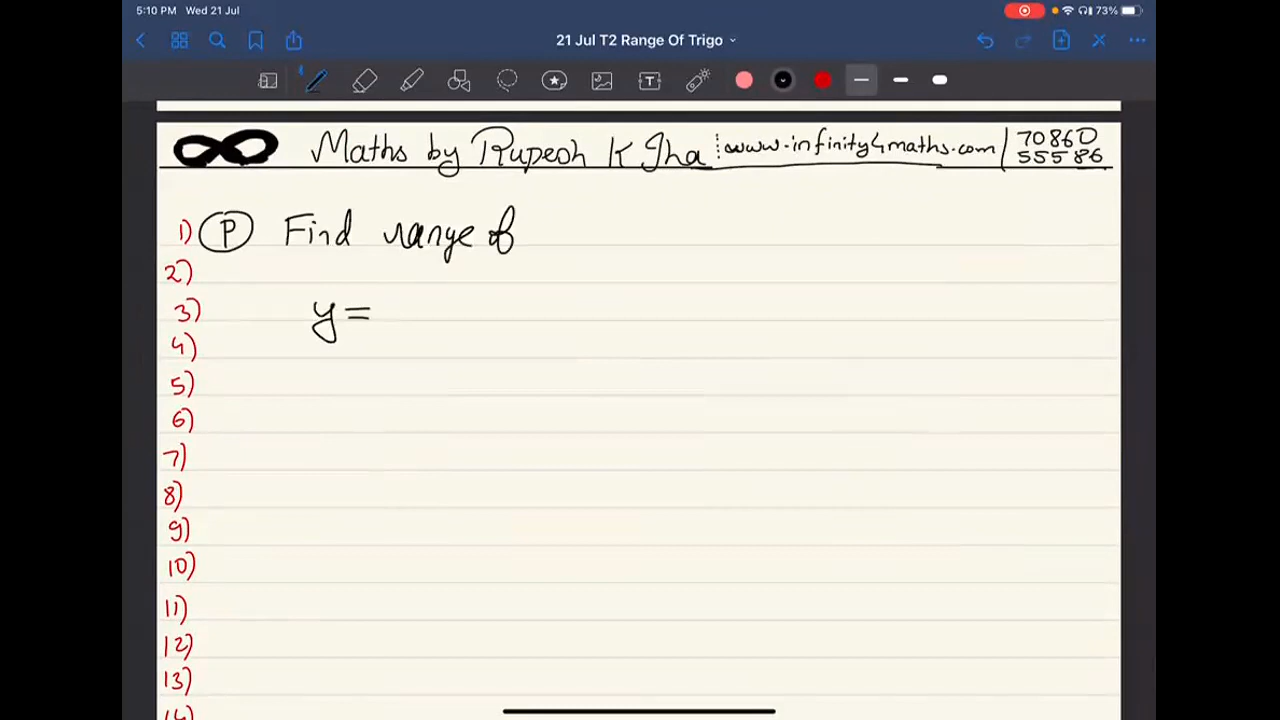 5:10 PM Wed 21 Jul
73%
21 Jul T2 Range Of Trigo
T
Maths by Rupesh K Jha www.infinity4maths.com 70860
55586
1) P Find range of
2)
3) y=
4)
5)
6)
7)
8)
9)
10)
11)
12)
13)
14)